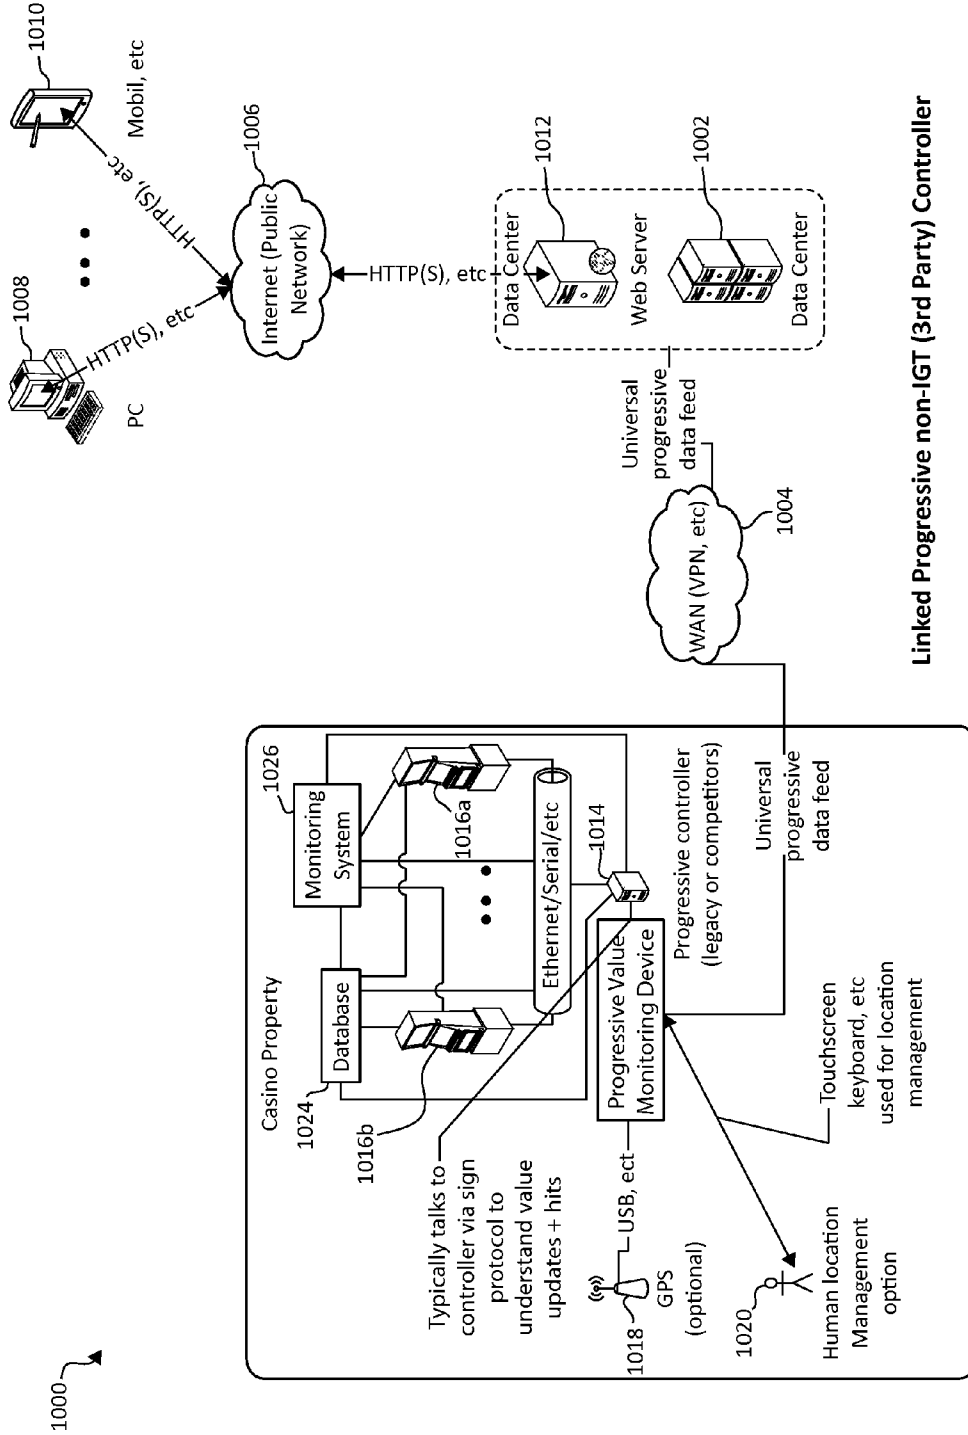 1000
1008
PC
HTTP(S), etc
1010
Mobil, etc
HTTP(S), etc
Internet (Public
Network)
1006
HTTP(S), etc
Data Center
1012
Web Server
1002
Data Center
Universal
progressive
data feed
WAN (VPN, etc)
1004
Casino Property
1024
Database
Monitoring
System
1026
1016b
1016a
Ethernet/Serial/etc
1014
Typically talks to
controller via sign
protocol to
understand value
updates + hits
Progressive Value
Monitoring Device
Progressive controller
(legacy or competitors)
USB, ect
1018
GPS
(optional)
1020
Human location
Management
option
Touchscreen
keyboard, etc
used for location
management
Universal
progressive
data feed
Linked Progressive non-IGT (3rd Party) Controller